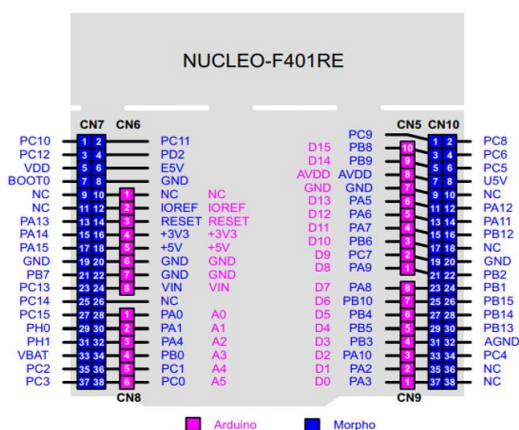 NUCLEO-F401RE
CN7 CN6 CN5 CN10
PC10 1 2 PC11 PC9 1 2 PC8
PC12 3 4 PD2 D15 PB8 10 3 4 PC6
VDD 5 6 E5V D14 PB9 9 5 6 PC5
BOOT0 7 8 GND AVDD AVDD 8 7 8 U5V
NC 9 10 1 NC NC GND GND 7 9 10 NC
NC 11 12 2 IOREF IOREF D13 PA5 6 11 12 PA12
PA13 13 14 3 RESET RESET D12 PA6 5 13 14 PA11
PA14 15 16 4 +3V3 +3V3 D11 PA7 4 15 16 PB12
PA15 17 18 5 +5V +5V D10 PB6 3 17 18 NC
GND 19 20 6 GND GND D9 PC7 2 19 20 GND
PB7 21 22 7 GND GND D8 PA9 1 21 22 PB2
PC13 23 24 8 VIN VIN D7 PA8 8 23 24 PB1
PC14 25 26 NC D6 PB10 7 25 26 PB15
PC15 27 28 1 PA0 A0 D5 PB4 6 27 28 PB14
PH0 29 30 2 PA1 A1 D4 PB5 5 29 30 PB13
PH1 31 32 3 PA4 A2 D3 PB3 4 31 32 AGND
VBAT 33 34 4 PB0 A3 D2 PA10 3 33 34 PC4
PC2 35 36 5 PC1 A4 D1 PA2 2 35 36 NC
PC3 37 38 6 PC0 A5 D0 PA3 1 37 38 NC
CN8 CN9
Arduino Morpho